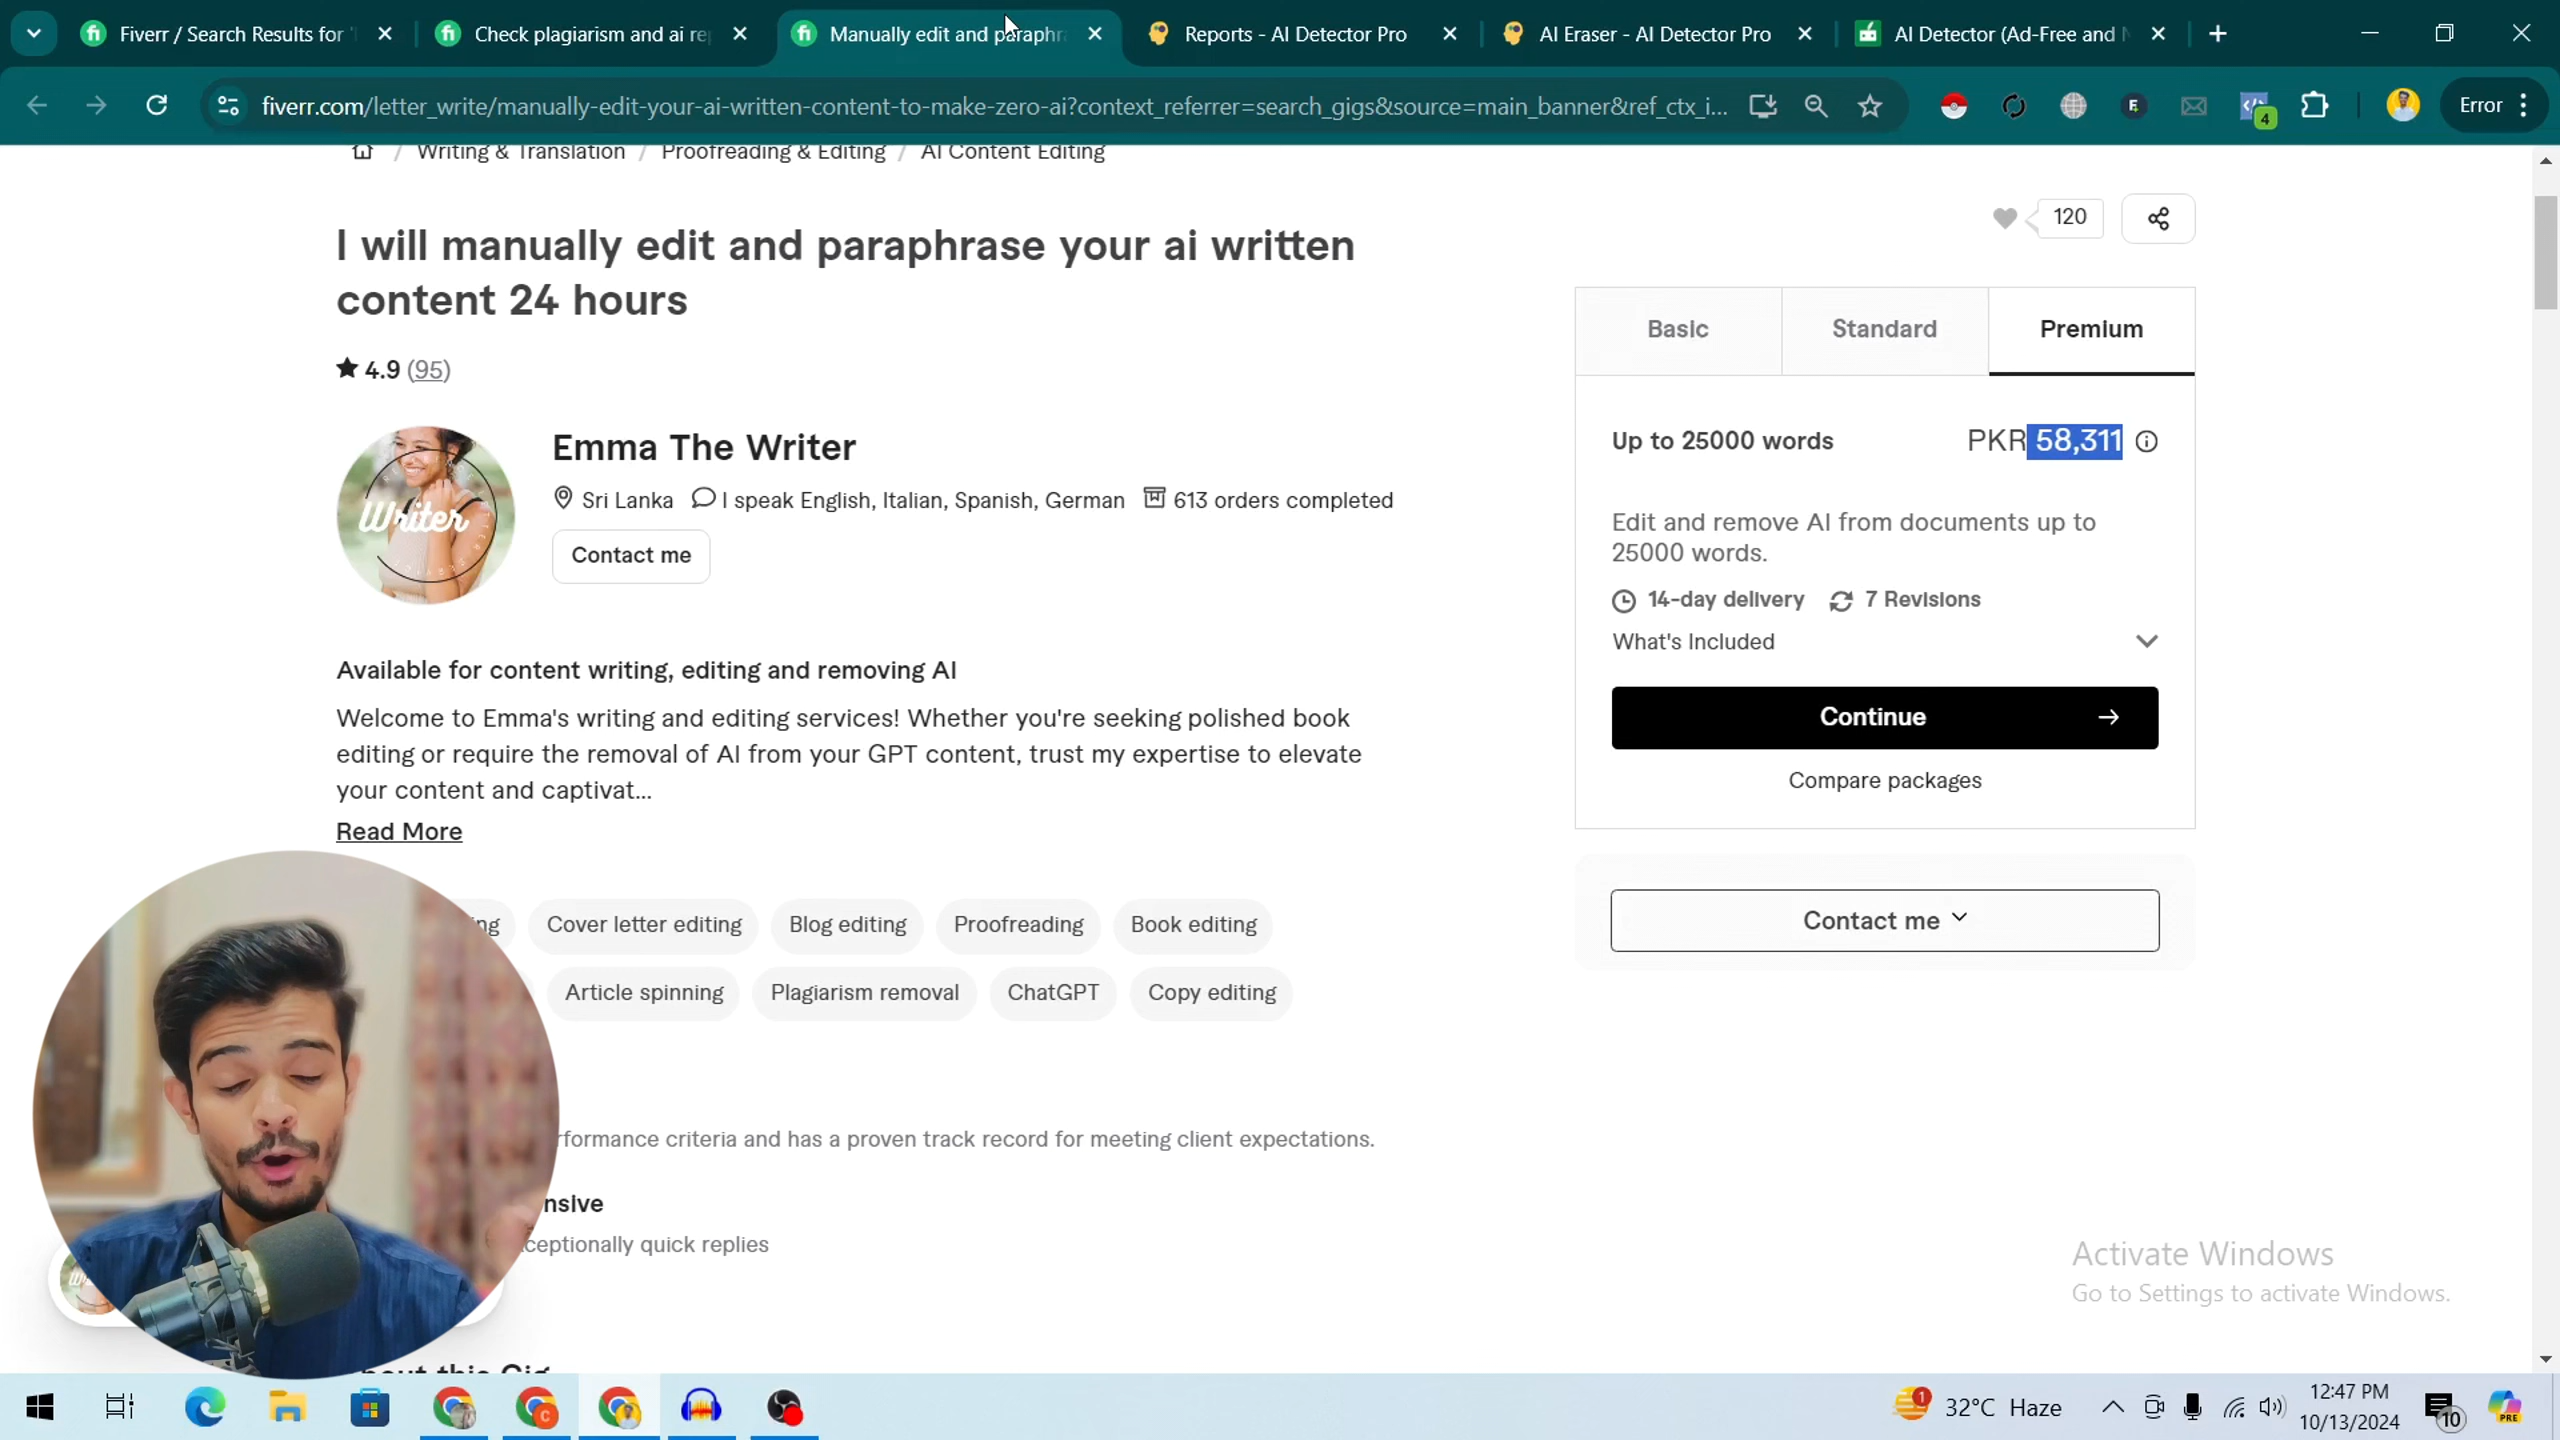 Fiverr / Search Results for '
Check plagiarism and ai re
Manually edit and paraphra
Reports - AI Detector Pro
AI Eraser - AI Detector Pro
AI Detector (Ad-Free and N
fiverr.com/letter_write/manually-edit-your-ai-written-content-to-make-zero-ai?context_referrer=search_gigs&source=main_banner&ref_ctx_i...
4
Error
/ Writing & Translation / Proofreading & Editing / AI Content Editing
120
I will manually edit and paraphrase your ai written
content 24 hours
4.9 (95)
Emma The Writer
Sri Lanka I speak English, Italian, Spanish, German 613 orders completed
Writer
Contact me
Available for content writing, editing and removing AI
Welcome to Emma's writing and editing services! Whether you're seeking polished book
editing or require the removal of AI from your GPT content, trust my expertise to elevate
your content and captivat...
Read More
ng
Cover letter editing
Blog editing
Proofreading
Book editing
Article spinning
Plagiarism removal
ChatGPT
Copy editing
rformance criteria and has a proven track record for meeting client expectations.
nsive
ceptionally quick replies
bout this Gig
Basic
Standard
Premium
Up to 25000 words
PKR 58,311
Edit and remove AI from documents up to
25000 words.
14-day delivery
7 Revisions
What's Included
Continue
Compare packages
Contact me
Activate Windows
Go to Settings to activate Windows.
C
1
32°C Haze
12:47 PM
10/13/2024
10
PRE